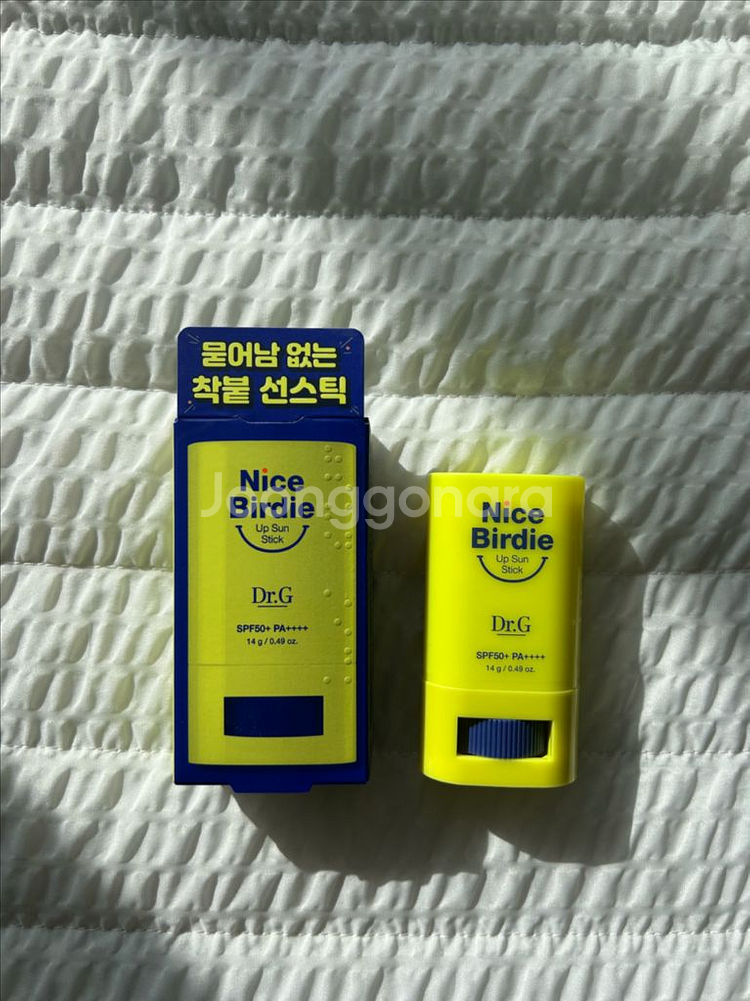 묻어남 없는
착붙 선스틱
Nice
Birdie
Up Sun
Stick
Dr.G
SPF50+ PA++++
14 g / 0.49 oz.
Nice
Birdie
Up Sun
Stick
Dr.G
SPF50+ PA++++
14 g / 0.49 oz.
Joonggonara